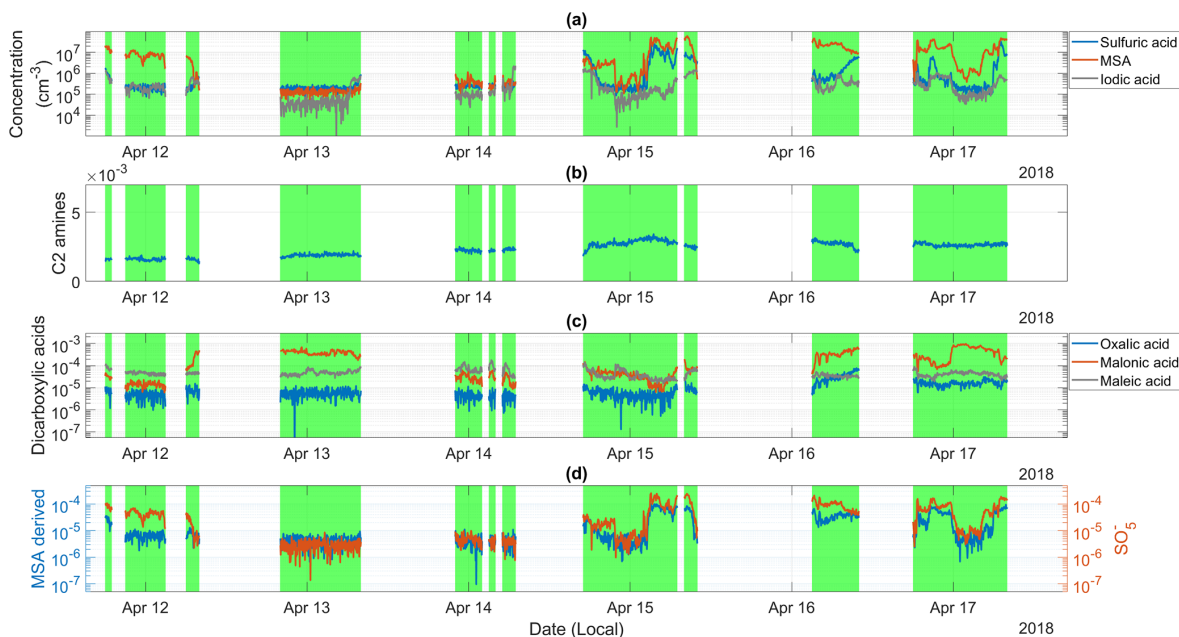 (a)
Concentration
(cm⁻³)
10⁷
10⁶
10⁵
10⁴
Sulfuric acid
MSA
Iodic acid
Apr 12
Apr 13
Apr 14
Apr 15
Apr 16
Apr 17
2018
(b)
×10⁻³
C2 amines
5
0
Apr 12
Apr 13
Apr 14
Apr 15
Apr 16
Apr 17
2018
(c)
Dicarboxylic acids
10⁻³
10⁻⁴
10⁻⁵
10⁻⁶
10⁻⁷
Oxalic acid
Malonic acid
Maleic acid
Apr 12
Apr 13
Apr 14
Apr 15
Apr 16
Apr 17
2018
(d)
MSA derived
10⁻⁴
10⁻⁵
10⁻⁶
10⁻⁷
10⁻⁴
10⁻⁵
10⁻⁶
10⁻⁷
SO₅⁻
Apr 12
Apr 13
Apr 14
Apr 15
Apr 16
Apr 17
Date (Local)
2018